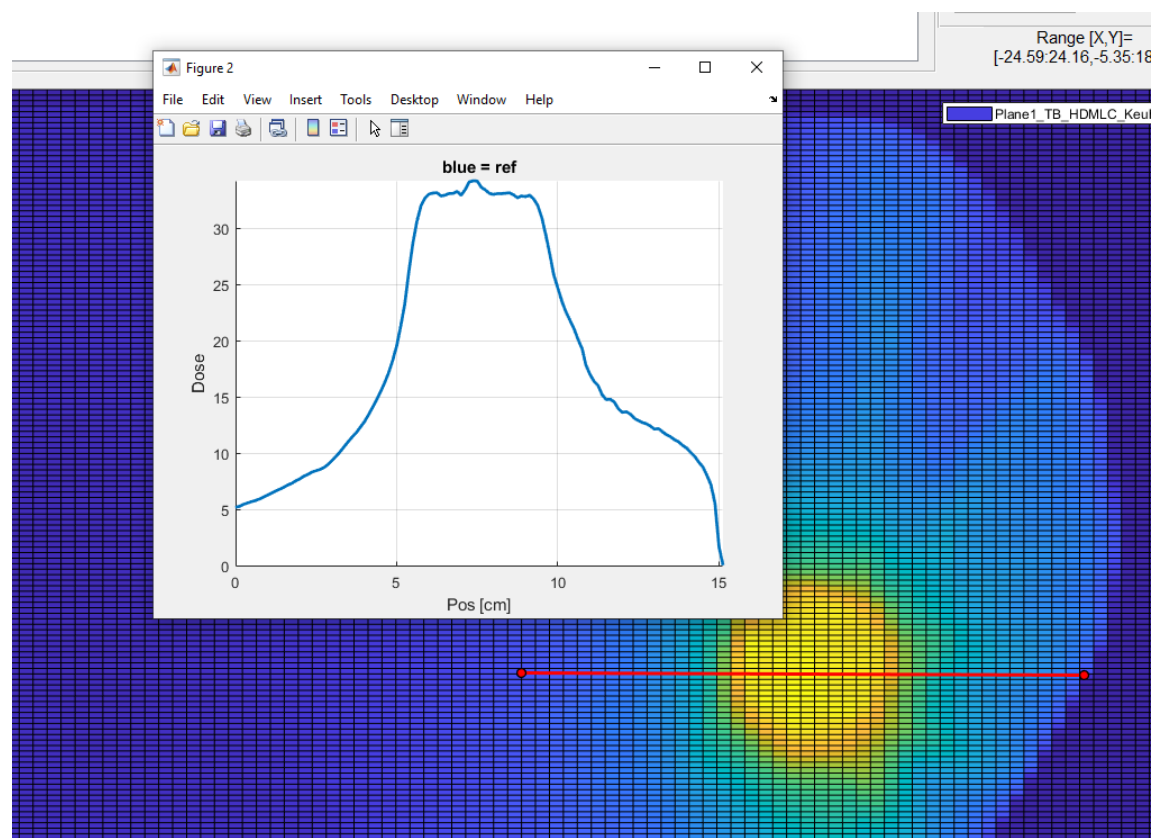 Range [X,Y]=
[-24.59:24.16,-5.35:18
Figure 2
File Edit View Insert Tools Desktop Window Help
Plane1_TB_HDMLC_Keul
blue = ref
30
25
20
15
10
5
0
Dose
0 5 10 15
Pos [cm]